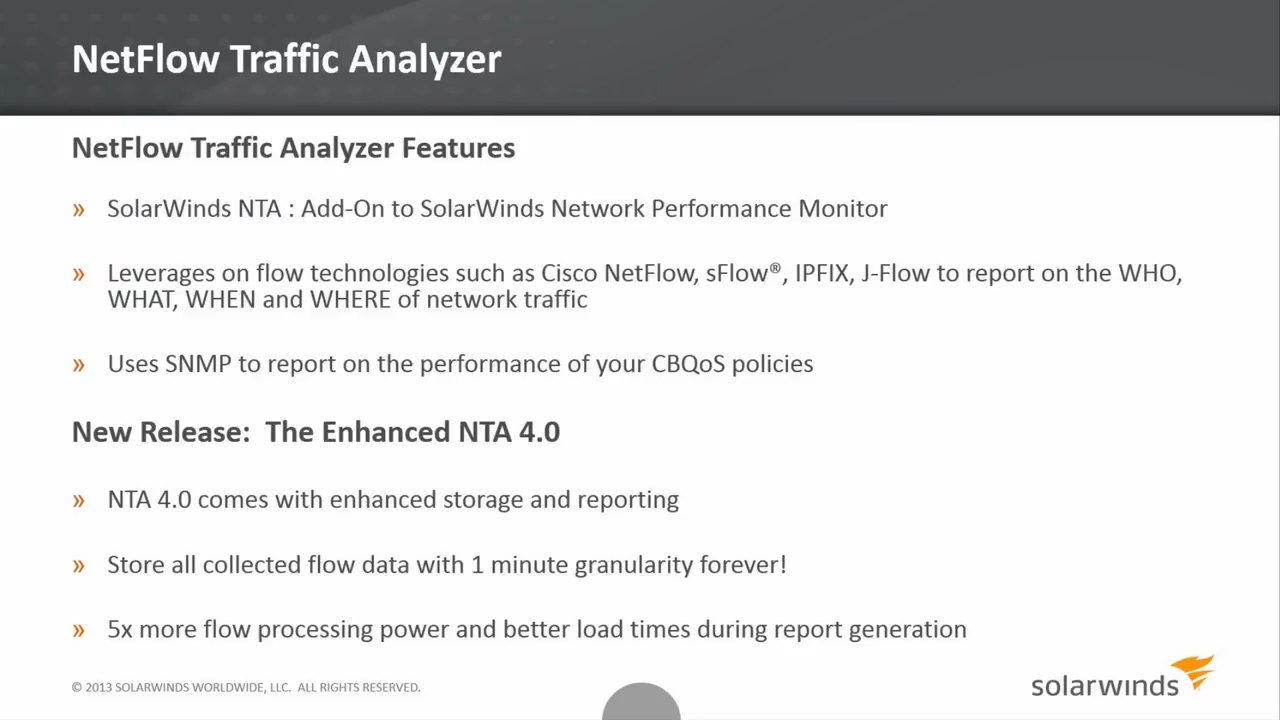 NetFlow Traffic Analyzer
NetFlow Traffic Analyzer Features
» SolarWinds NTA : Add-On to SolarWinds Network Performance Monitor
» Leverages on flow technologies such as Cisco NetFlow, sFlow®, IPFIX, J-Flow to report on the WHO,
WHAT, WHEN and WHERE of network traffic
» Uses SNMP to report on the performance of your CBQoS policies
New Release:  The Enhanced NTA 4.0
» NTA 4.0 comes with enhanced storage and reporting
» Store all collected flow data with 1 minute granularity forever!
» 5x more flow processing power and better load times during report generation
© 2013 SOLARWINDS WORLDWIDE, LLC.  ALL RIGHTS RESERVED.
solarwinds